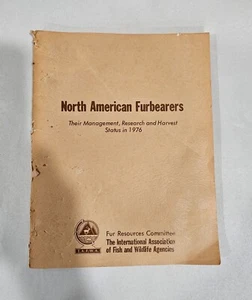 North American Furbearers
Their Management, Research and Harvest
Status in 1976
Fur Resources Committee
The International Association
of Fish and Wildlife Agencies